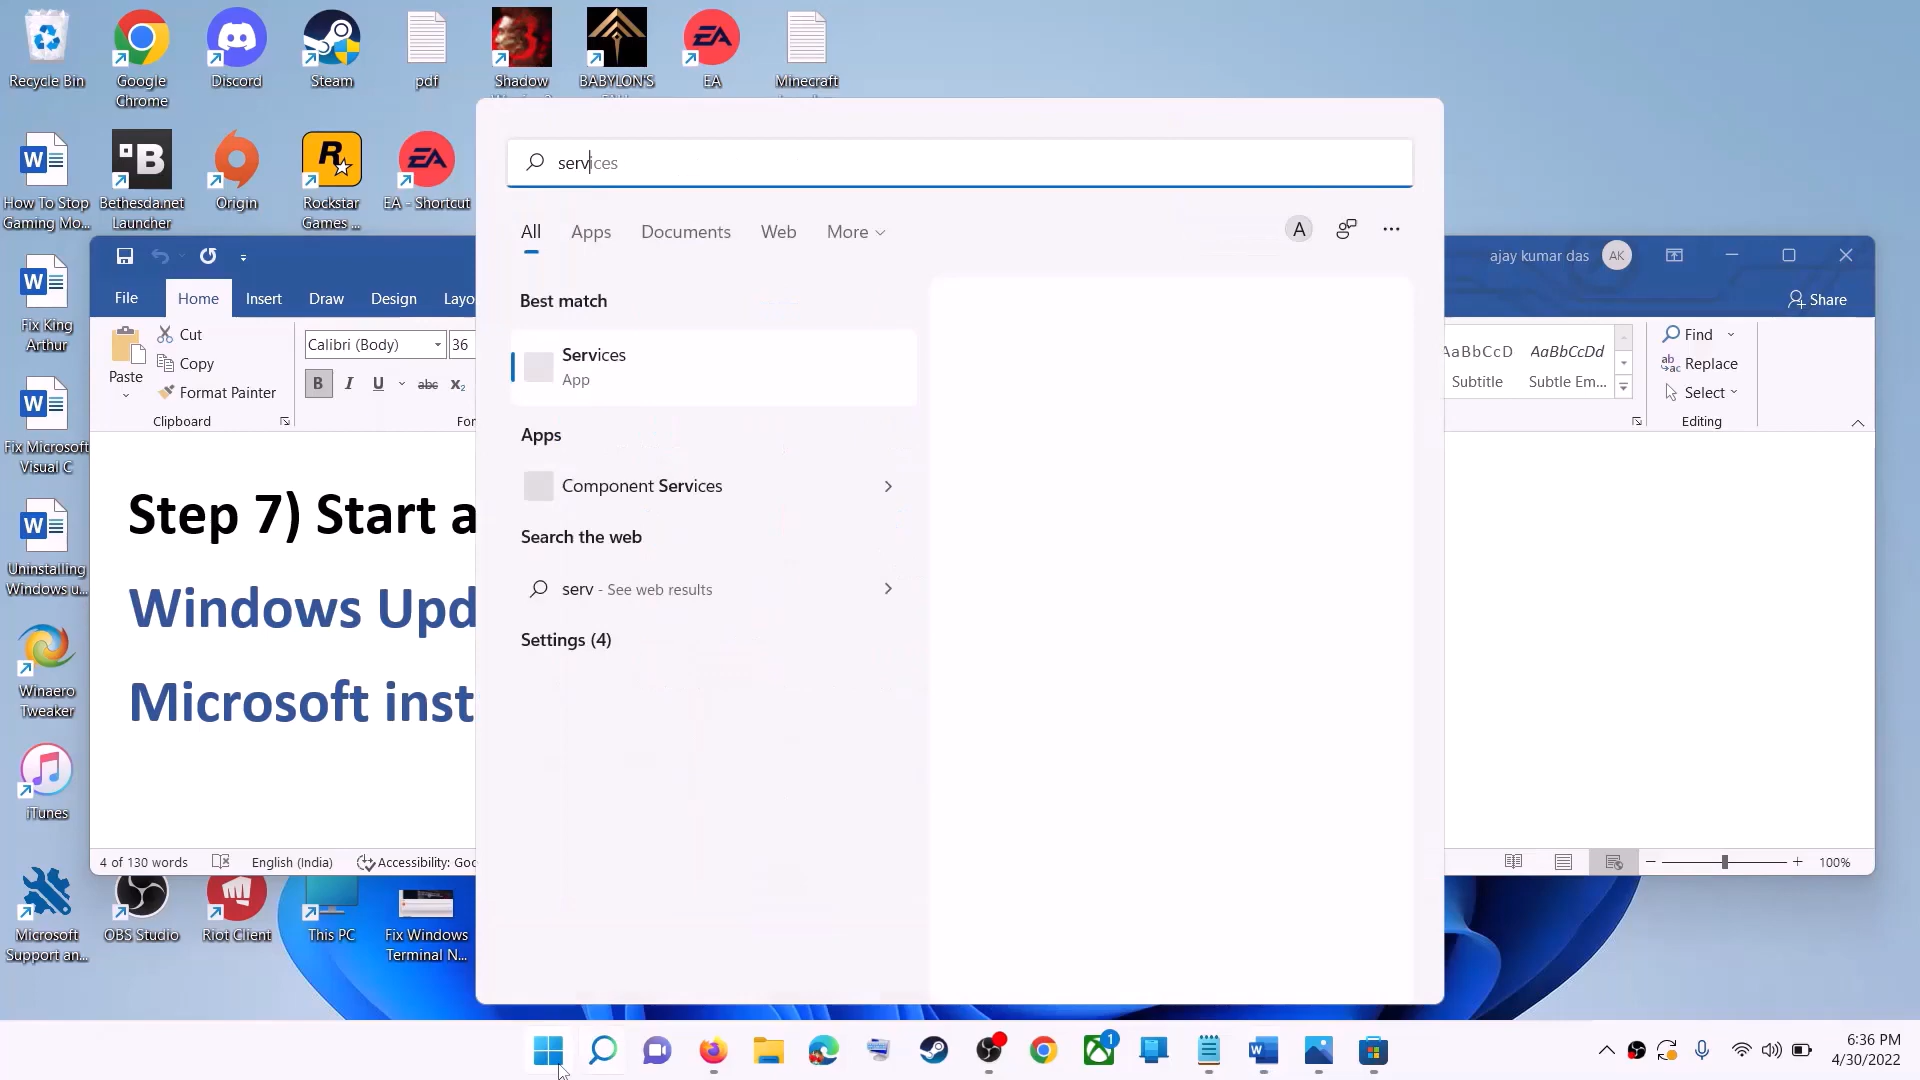 Recycle Bin
Google
Chrome
Discord
Steam
pdf
Shadow
BABYLON'S
EA
Minecraft
How To Stop
Gaming Mo...
Bethesda.net
Launcher
Origin
Rockstar
Games ...
EA - Shortcut
Fix King
Arthur
Fix Microsoft
Visual C
Uninstalling
Windows u...
Winaero
Tweaker
iTunes
Microsoft
Support an...
OBS Studio
Riot Client
This PC
Fix Windows
Terminal N...
services
All
Apps
Documents
Web
More
A
Best match
Services
App
Apps
Component Services
Search the web
serv - See web results
Settings (4)
ajay kumar das
AK
File
Home
Insert
Draw
Design
Layo
Share
Paste
Cut
Copy
Format Painter
Clipboard
Calibri (Body)
36
B I U abc x₂
For
AaBbCcD
AaBbCcDd
Subtitle
Subtle Em...
Find
Replace
Select
Editing
Step 7) Start a
Windows Upd
Microsoft inst
4 of 130 words
English (India)
Accessibility: Goo
100%
1
6:36 PM
4/30/2022